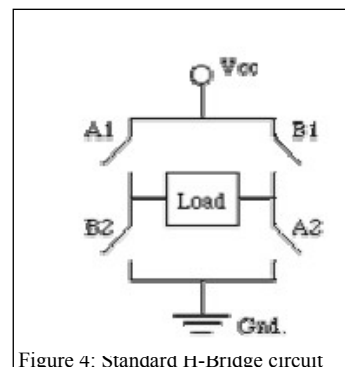 Vcc
A1 B1
Load
B2 A2
Gnd.
Figure 4: Standard H-Bridge circuit